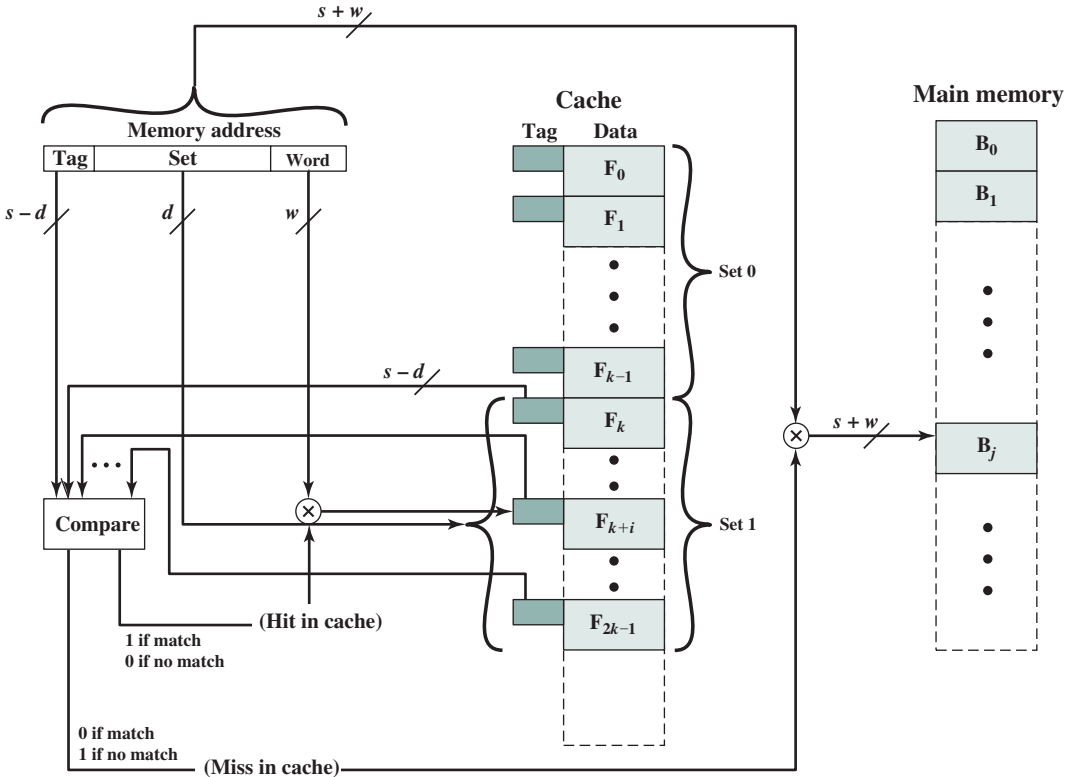 s + w
Cache
Main memory
Memory address
Tag
Data
Tag
Set
Word
F0
B0
F1
B1
s – d
d
w
Set 0
Fk–1
s – d
Fk
s + w
Bj
Compare
Fk+i
Set 1
F2k–1
(Hit in cache)
1 if match
0 if no match
0 if match
1 if no match
(Miss in cache)